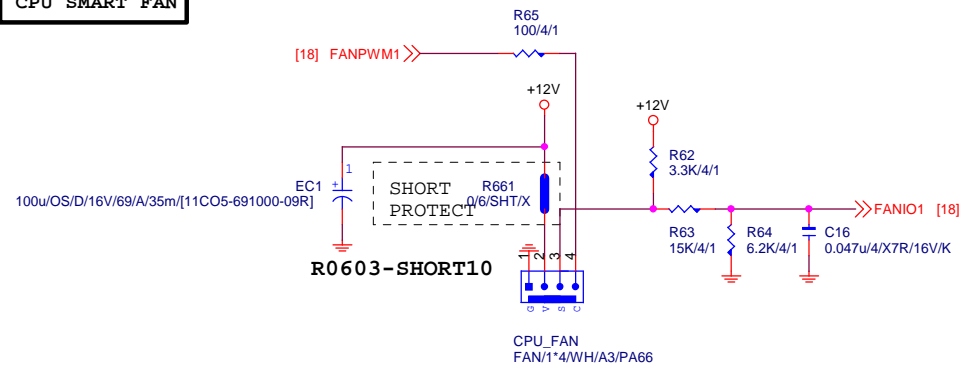 CPU SMART FAN
R65
100/4/1
[18] FANPWM1
+12V
+12V
R62
3.3K/4/1
EC1
1
+
100u/OS/D/16V/69/A/35m/[11CO5-691000-09R]
SHORT
PROTECT
R661
0/6/SHT/X
FANIO1 [18]
R63
15K/4/1
R64
6.2K/4/1
C16
0.047u/4/X7R/16V/K
R0603-SHORT10
1 2 3 4
G V S C
CPU_FAN
FAN/1*4/WH/A3/PA66